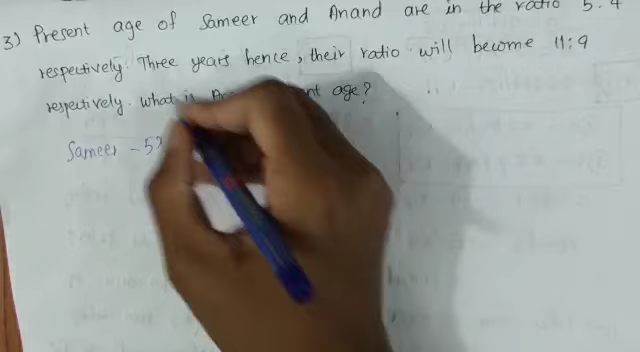 3) Present age of Sameer and Anand are in the ratio 5:4
respectively. Three years hence, their ratio will become 11:9
respectively. What is age?
Sameer - 5